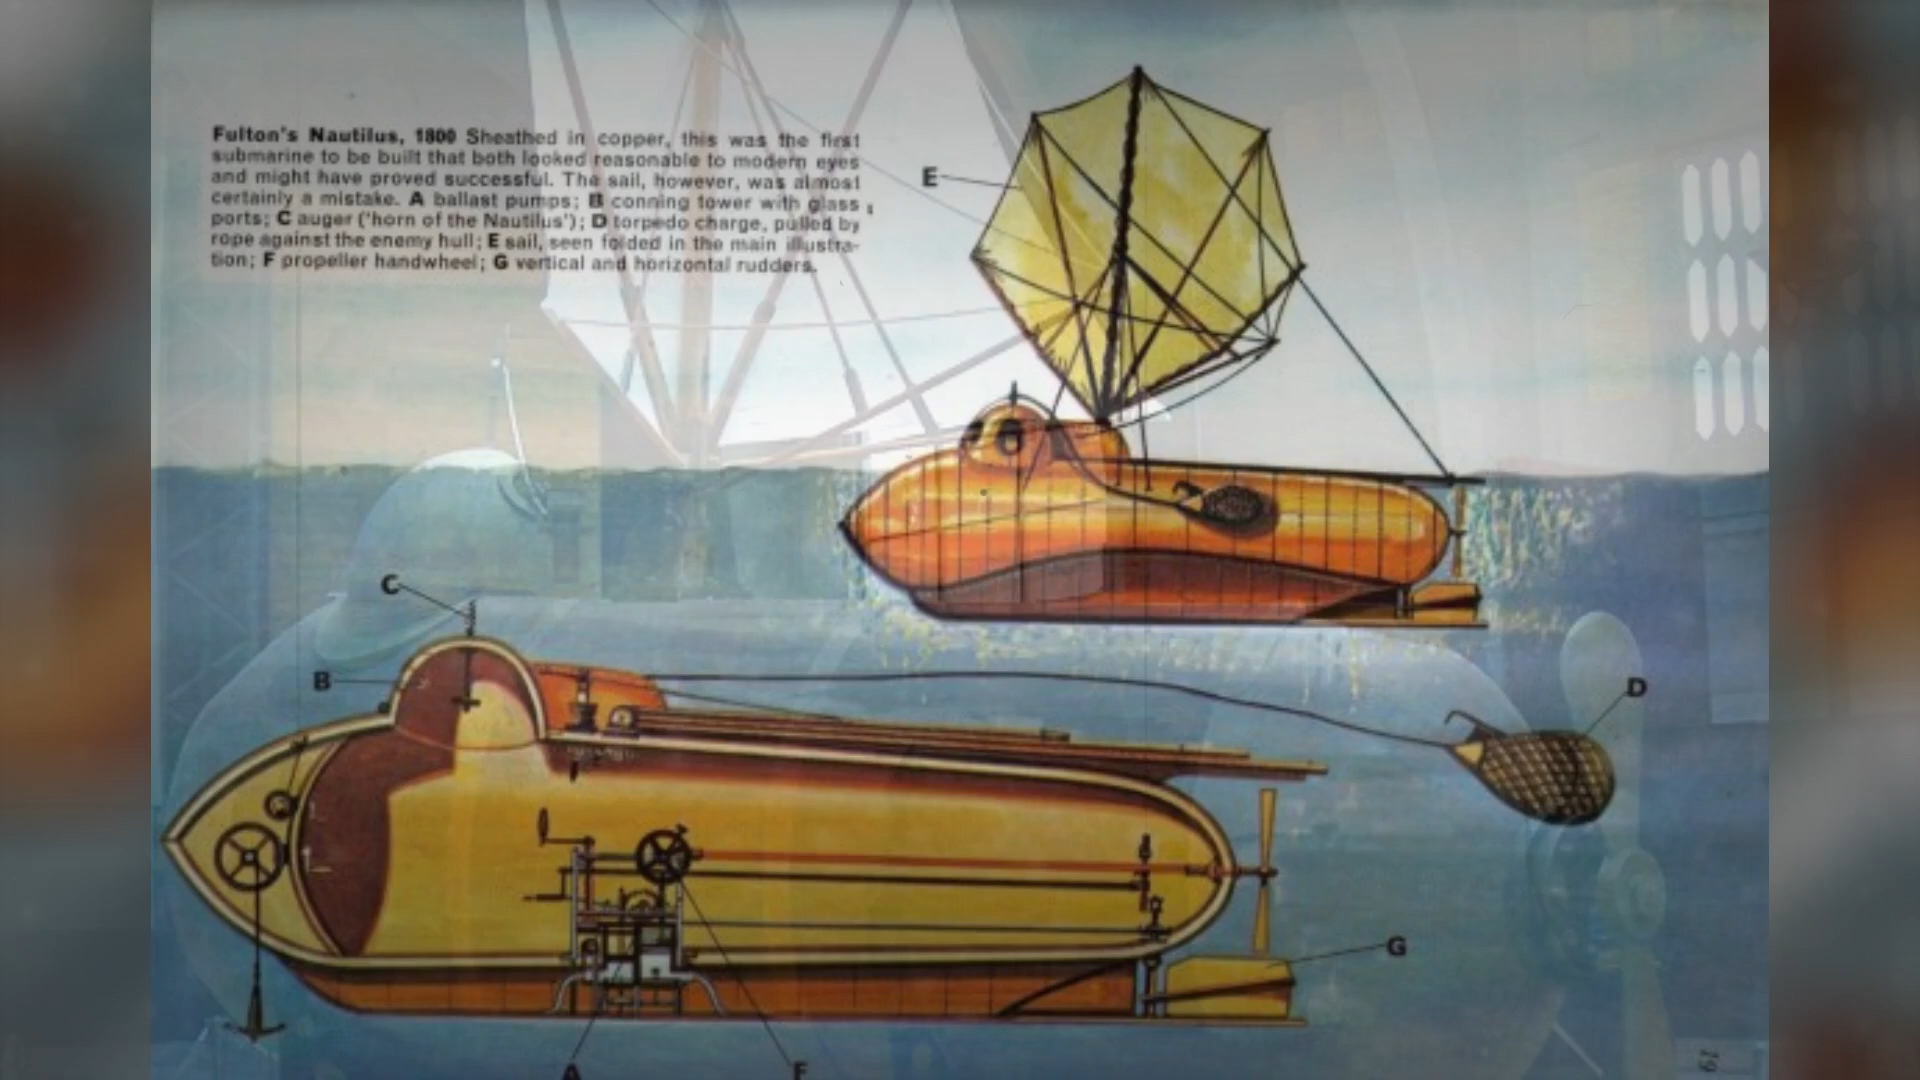 Fulton's Nautilus, 1800 Sheathed in copper, this was the first
submarine to be built that both looked reasonable to modern eyes
and might have proved successful. The sail, however, was almost
certainly a mistake. A ballast pumps; B conning tower with glass
ports; C auger ('horn of the Nautilus'); D torpedo charge, pulled by
rope against the enemy hull; E sail, seen folded in the main illustra-
tion; F propeller handwheel; G vertical and horizontal rudders.
E
C
B
D
G
A
F
19